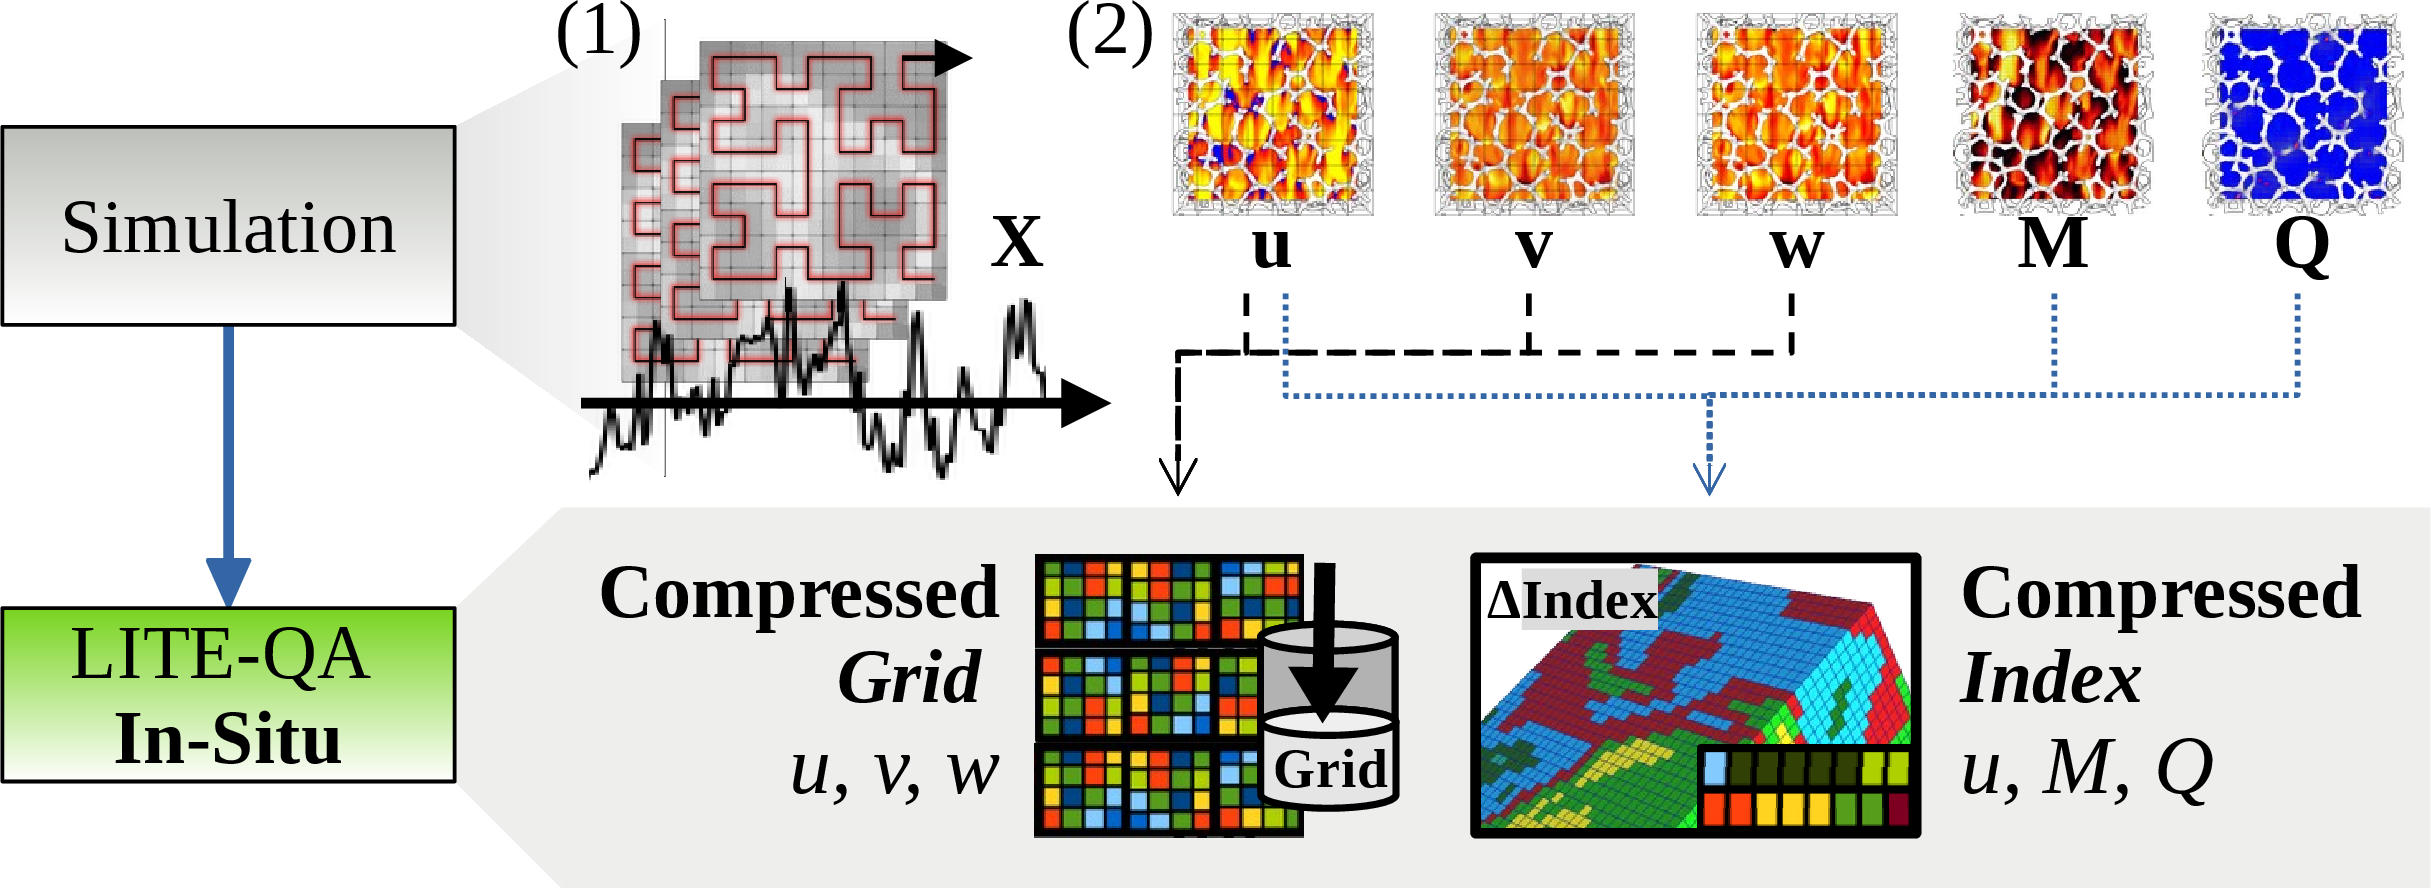 (1)
(2)
Simulation
X
u
v
w
M
Q
LITE-QA
In-Situ
Compressed
Grid
u, v, w
Grid
ΔIndex
Compressed
Index
u, M, Q